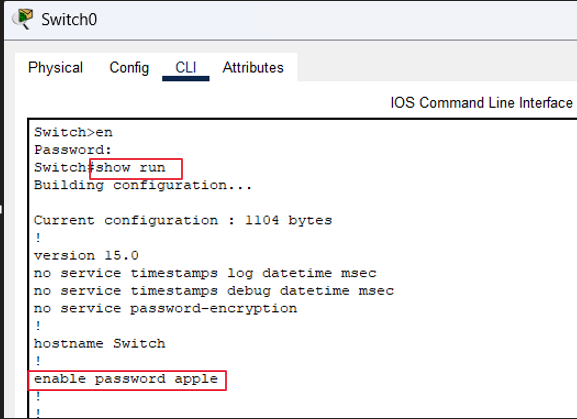 Switch0
Physical Config CLI Attributes
IOS Command Line Interface
Switch>en
Password:
Switch#show run
Building configuration...
Current configuration : 1104 bytes
!
version 15.0
no service timestamps log datetime msec
no service timestamps debug datetime msec
no service password-encryption
!
hostname Switch
!
enable password apple
!
!